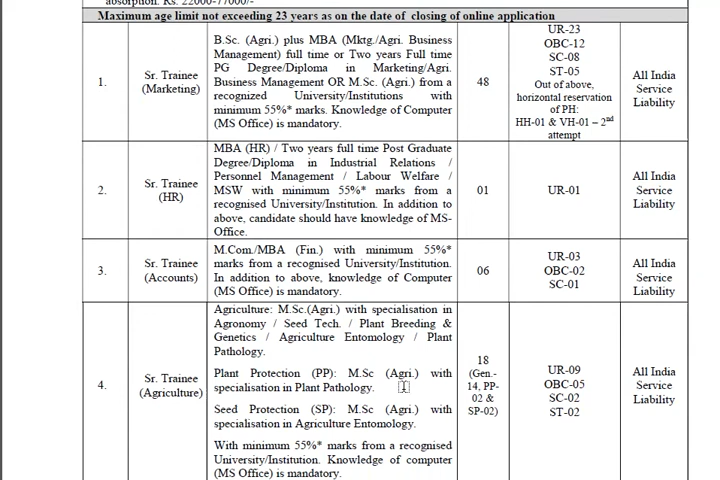 absorption. Rs. 22000-77000/-
Maximum age limit not exceeding 23 years as on the date of closing of online application
1.
Sr. Trainee
(Marketing)
B.Sc. (Agri.) plus MBA (Mktg./Agri. Business
Management) full time or Two years Full time
PG Degree/Diploma in Marketing/Agri.
Business Management OR M.Sc. (Agri.) from a
recognized University/Institutions with
minimum 55%* marks. Knowledge of Computer
(MS Office) is mandatory.
48
UR-23
OBC-12
SC-08
ST-05
Out of above,
horizontal reservation
of PH:
HH-01 & VH-01 – 2nd
attempt
All India
Service
Liability
2.
Sr. Trainee
(HR)
MBA (HR) / Two years full time Post Graduate
Degree/Diploma in Industrial Relations /
Personnel Management / Labour Welfare /
MSW with minimum 55%* marks from a
recognised University/Institution. In addition to
above, candidate should have knowledge of MS-
Office.
01
UR-01
All India
Service
Liability
3.
Sr. Trainee
(Accounts)
M.Com./MBA (Fin.) with minimum 55%*
marks from a recognised University/Institution.
In addition to above, knowledge of Computer
(MS Office) is mandatory.
06
UR-03
OBC-02
SC-01
All India
Service
Liability
4.
Sr. Trainee
(Agriculture)
Agriculture: M.Sc.(Agri.) with specialisation in
Agronomy / Seed Tech. / Plant Breeding &
Genetics / Agriculture Entomology / Plant
Pathology.
Plant Protection (PP): M.Sc (Agri.) with
specialisation in Plant Pathology.
Seed Protection (SP): M.Sc (Agri.) with
specialisation in Agriculture Entomology.
With minimum 55%* marks from a recognised
University/Institution. Knowledge of computer
(MS Office) is mandatory.
18
(Gen.-
14, PP-
02 &
SP-02)
UR-09
OBC-05
SC-02
ST-02
All India
Service
Liability